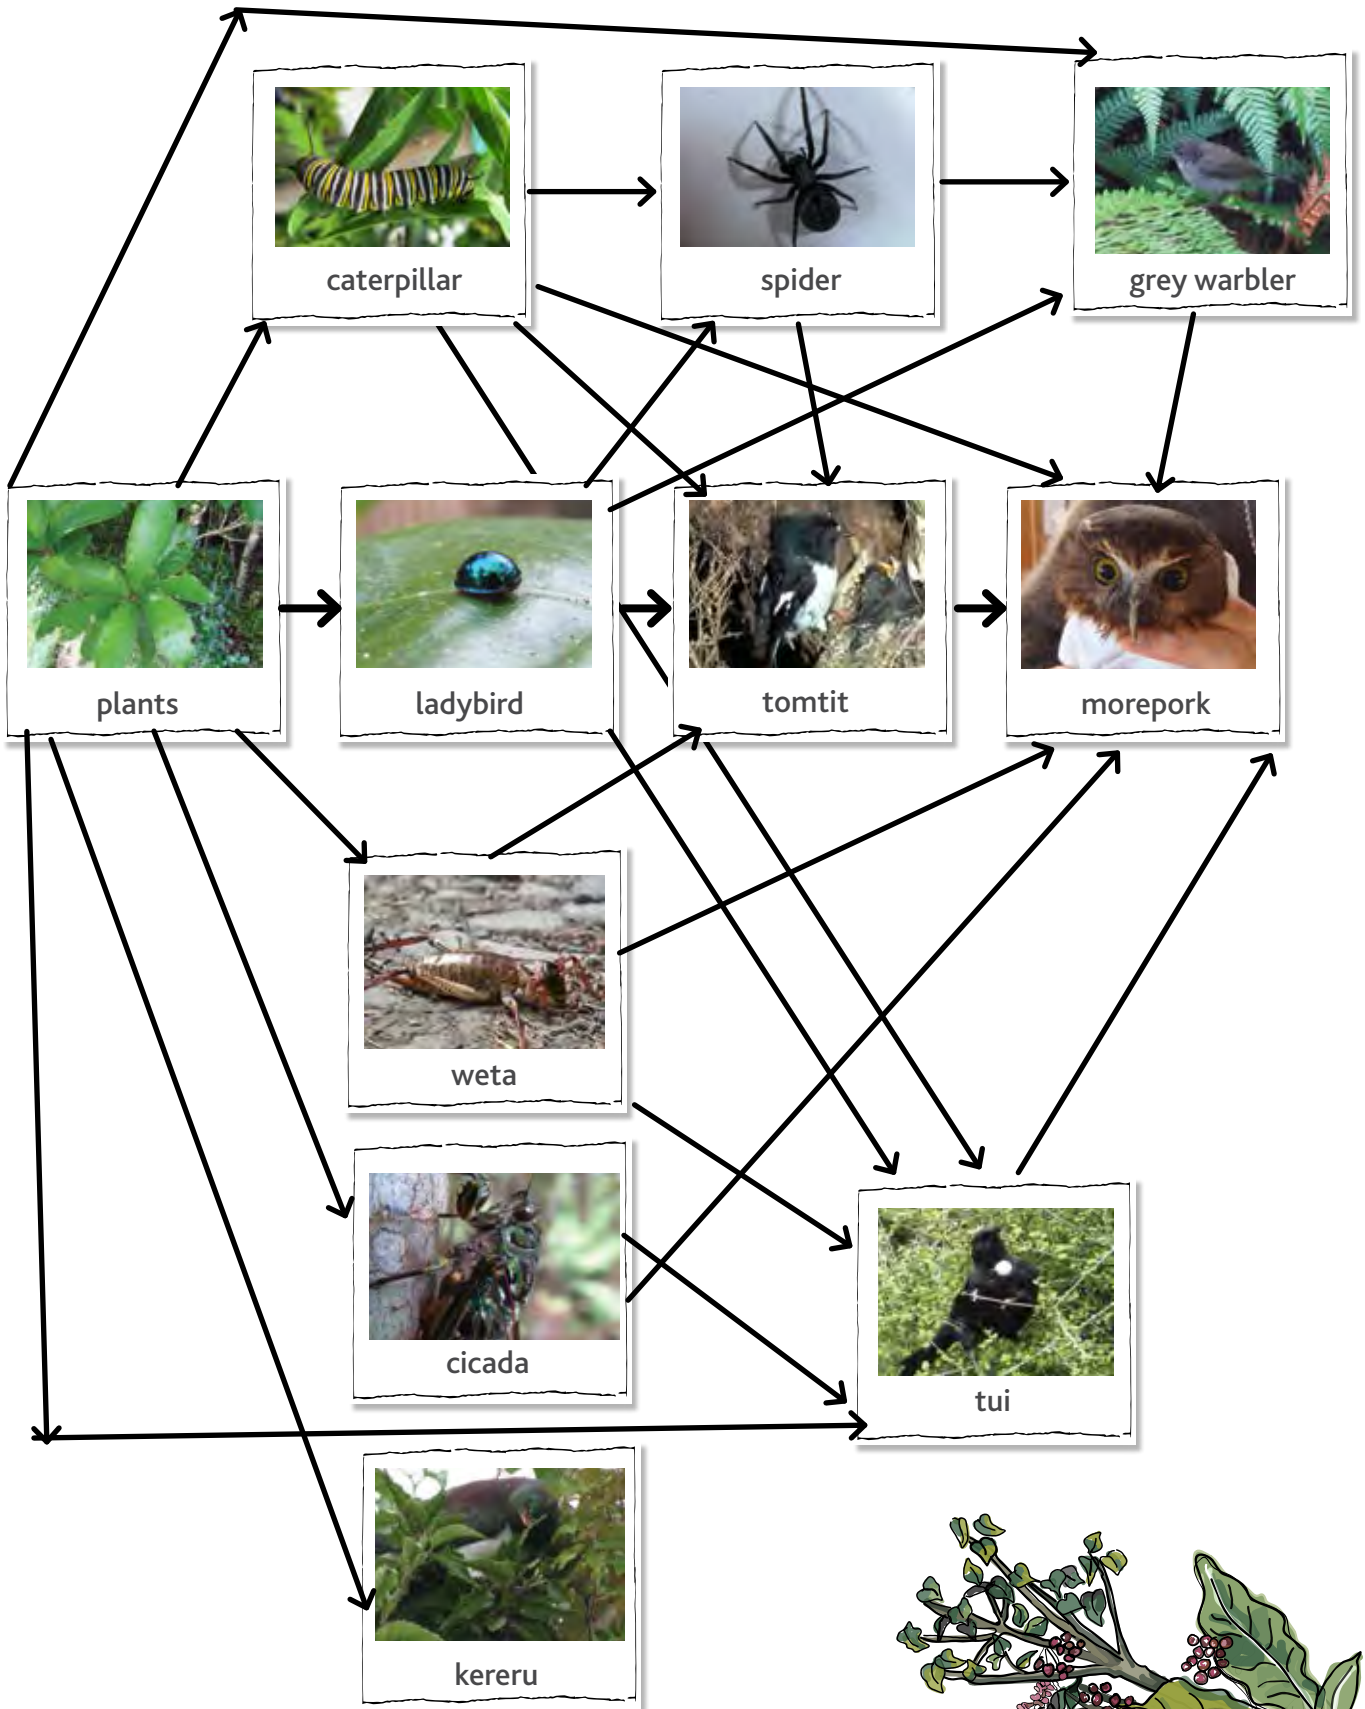 caterpillar
spider
grey warbler
plants
ladybird
tomtit
morepork
weta
cicada
tui
kereru